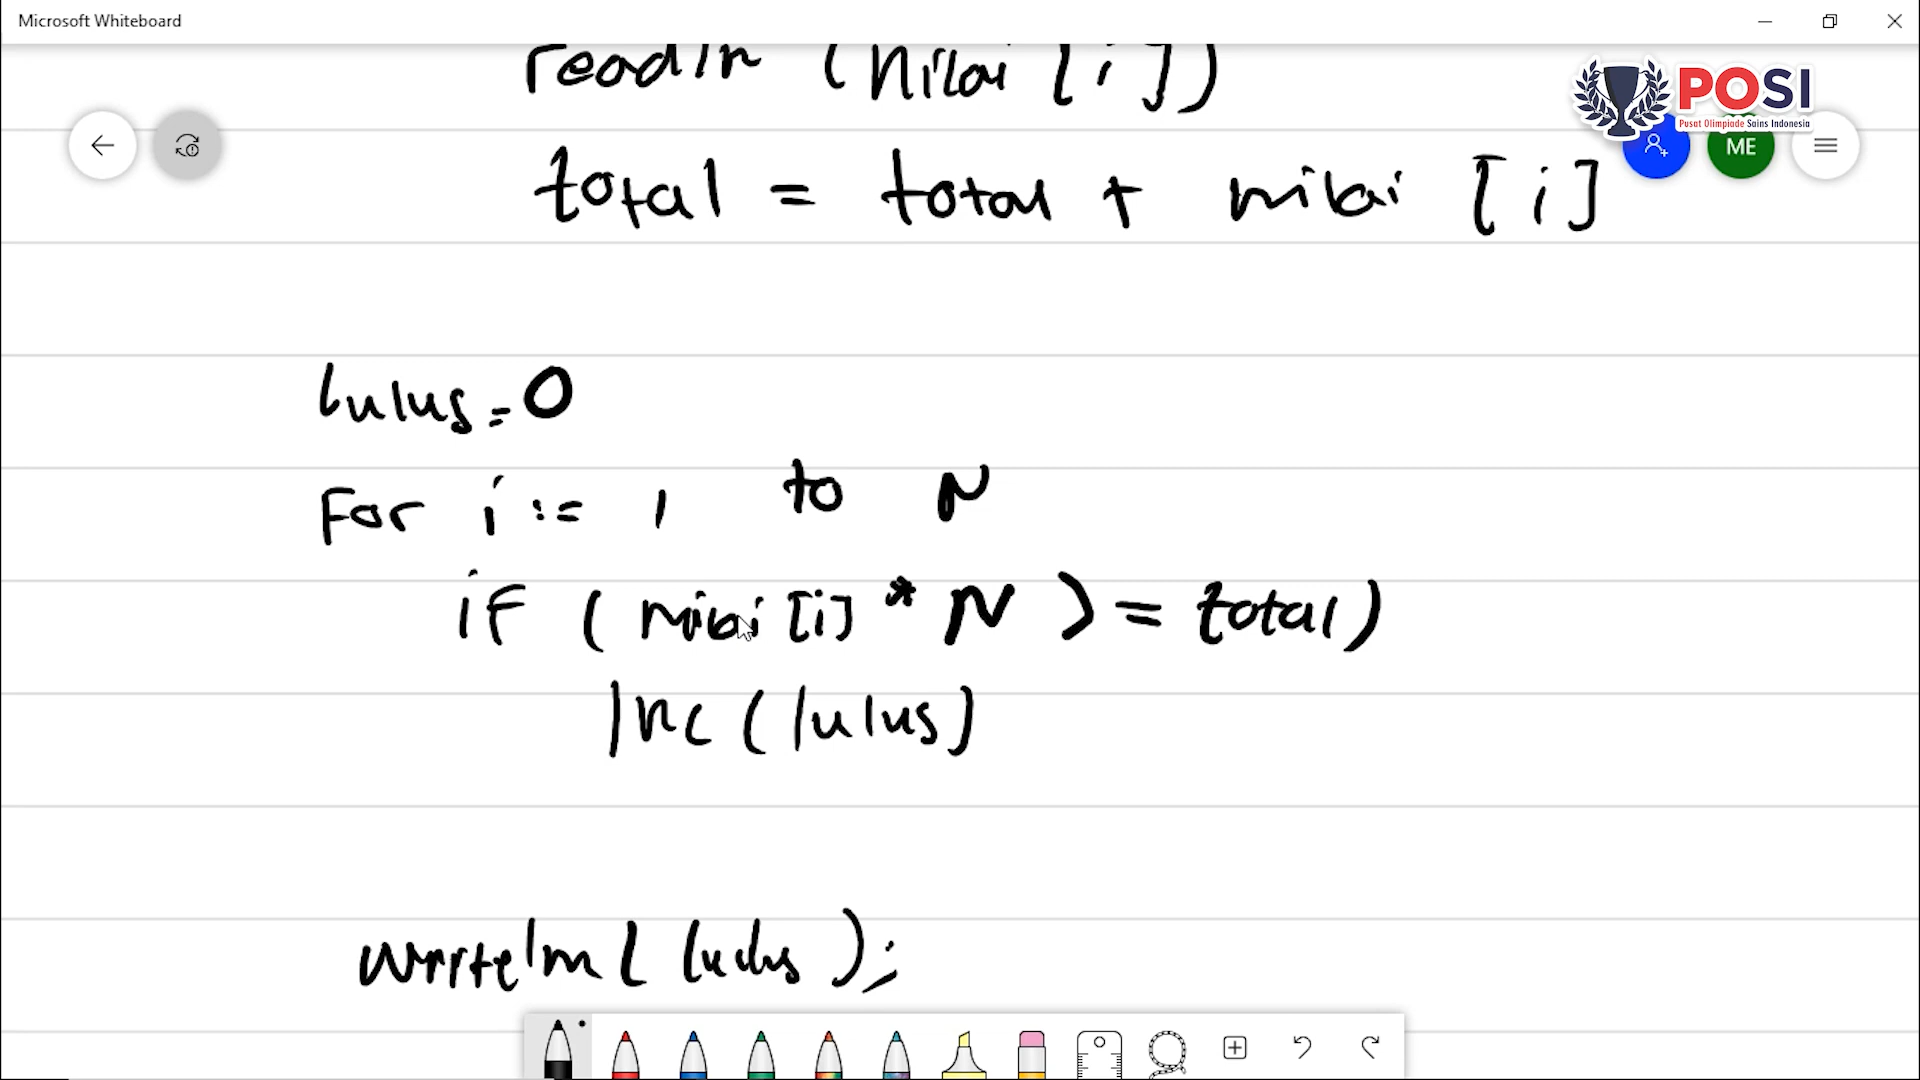 Microsoft Whiteboard
readln (nilai [i])
POSI
Pusat Olimpiade Sains Indonesia
ME
total = total + nilai [i]
lulus = 0
For i := 1 to N
if (nilai [i] * N >= total)
Inc (lulus)
writeln ( lulus );